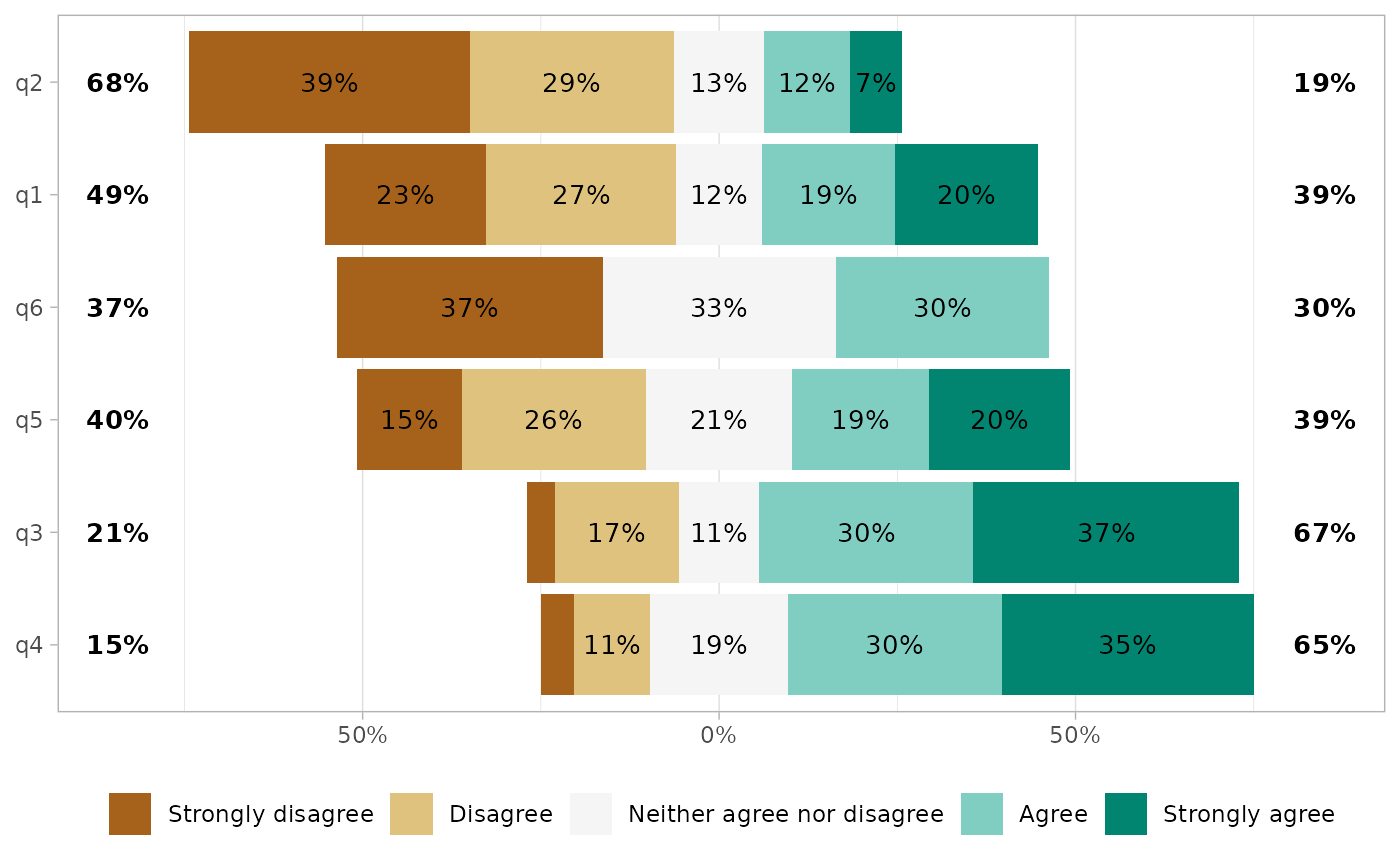 q2 68% 39% 29% 13% 12% 7% 19%
q1 49% 23% 27% 12% 19% 20% 39%
q6 37% 37% 33% 30% 30%
q5 40% 15% 26% 21% 19% 20% 39%
q3 21% 17% 11% 30% 37% 67%
q4 15% 11% 19% 30% 35% 65%
50% 0% 50%
Strongly disagree Disagree Neither agree nor disagree Agree Strongly agree